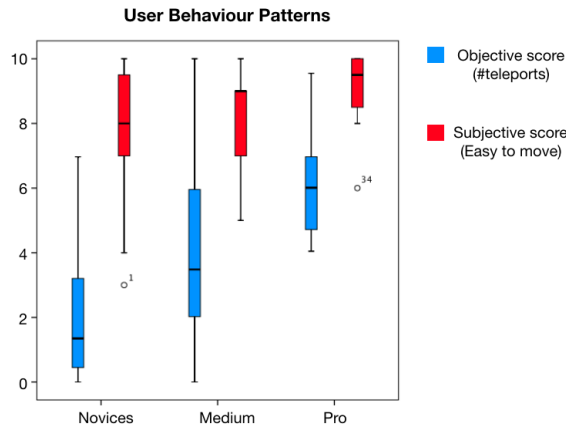 User Behaviour Patterns
10
8
6
4
2
0
1
34
Novices
Medium
Pro
Objective score
(#teleports)
Subjective score
(Easy to move)